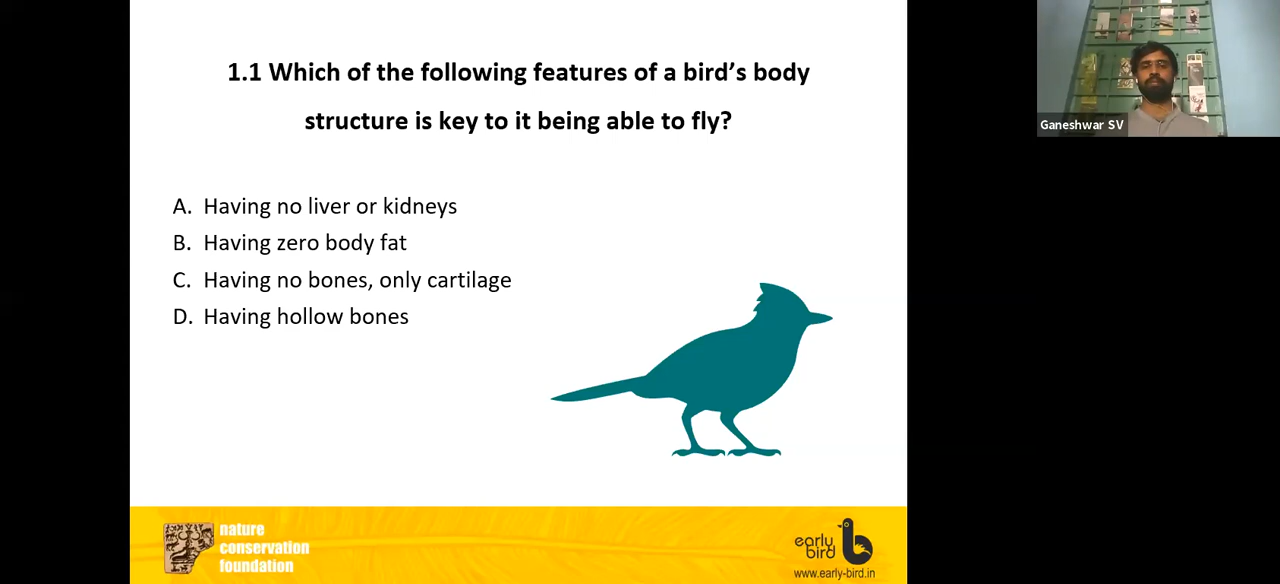 1.1 Which of the following features of a bird’s body
structure is key to it being able to fly?
A. Having no liver or kidneys
B. Having zero body fat
C. Having no bones, only cartilage
D. Having hollow bones
Ganeshwar SV
nature
conservation
foundation
early
bird
www.early-bird.in